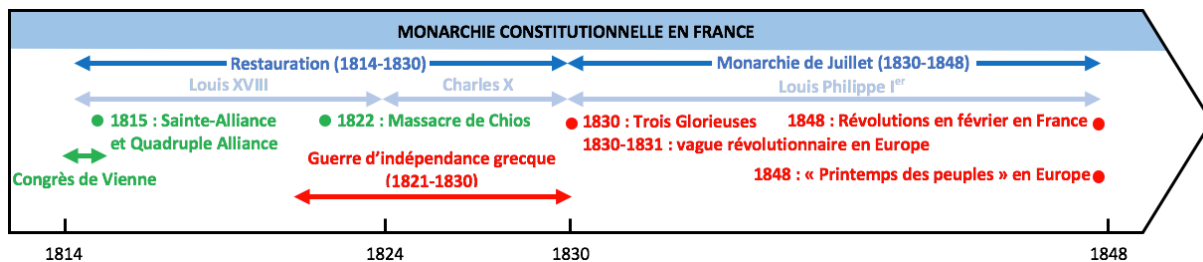 MONARCHIE CONSTITUTIONNELLE EN FRANCE
Restauration (1814-1830)
Monarchie de Juillet (1830-1848)
Louis XVIII
Charles X
Louis Philippe Ier
1815 : Sainte-Alliance
et Quadruple Alliance
1822 : Massacre de Chios
1830 : Trois Glorieuses
1830-1831 : vague révolutionnaire en Europe
1848 : Révolutions en février en France
Congrès de Vienne
Guerre d'indépendance grecque
(1821-1830)
1848 : « Printemps des peuples » en Europe
1814
1824
1830
1848